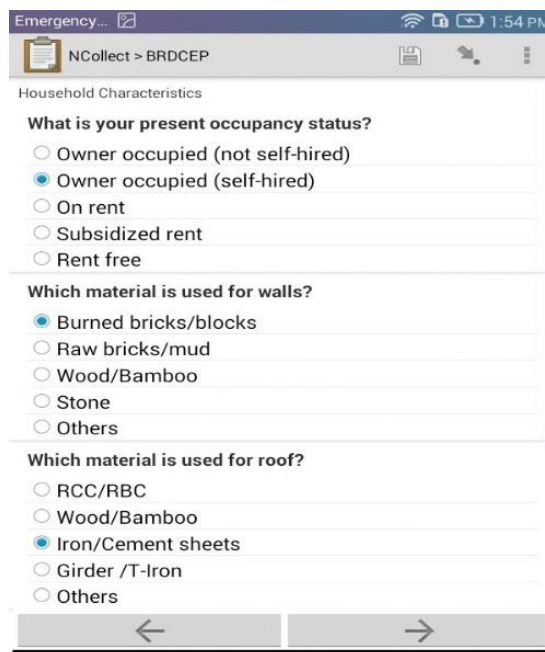 Emergency... 1:54 PM
NCollect > BRDCEP
Household Characteristics
What is your present occupancy status?
Owner occupied (not self-hired)
Owner occupied (self-hired)
On rent
Subsidized rent
Rent free
Which material is used for walls?
Burned bricks/blocks
Raw bricks/mud
Wood/Bamboo
Stone
Others
Which material is used for roof?
RCC/RBC
Wood/Bamboo
Iron/Cement sheets
Girder /T-Iron
Others